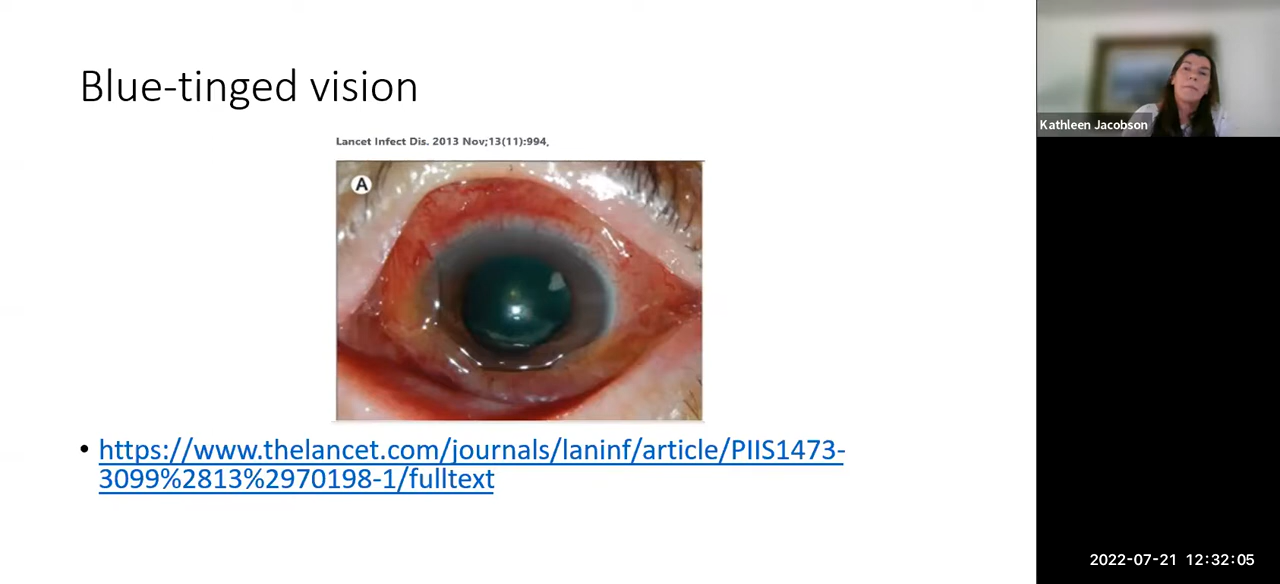 Blue-tinged vision
Lancet Infect Dis. 2013 Nov;13(11):994,
A
• https://www.thelancet.com/journals/laninf/article/PIIS1473-
3099%2813%2970198-1/fulltext
Kathleen Jacobson
2022-07-21 12:32:05